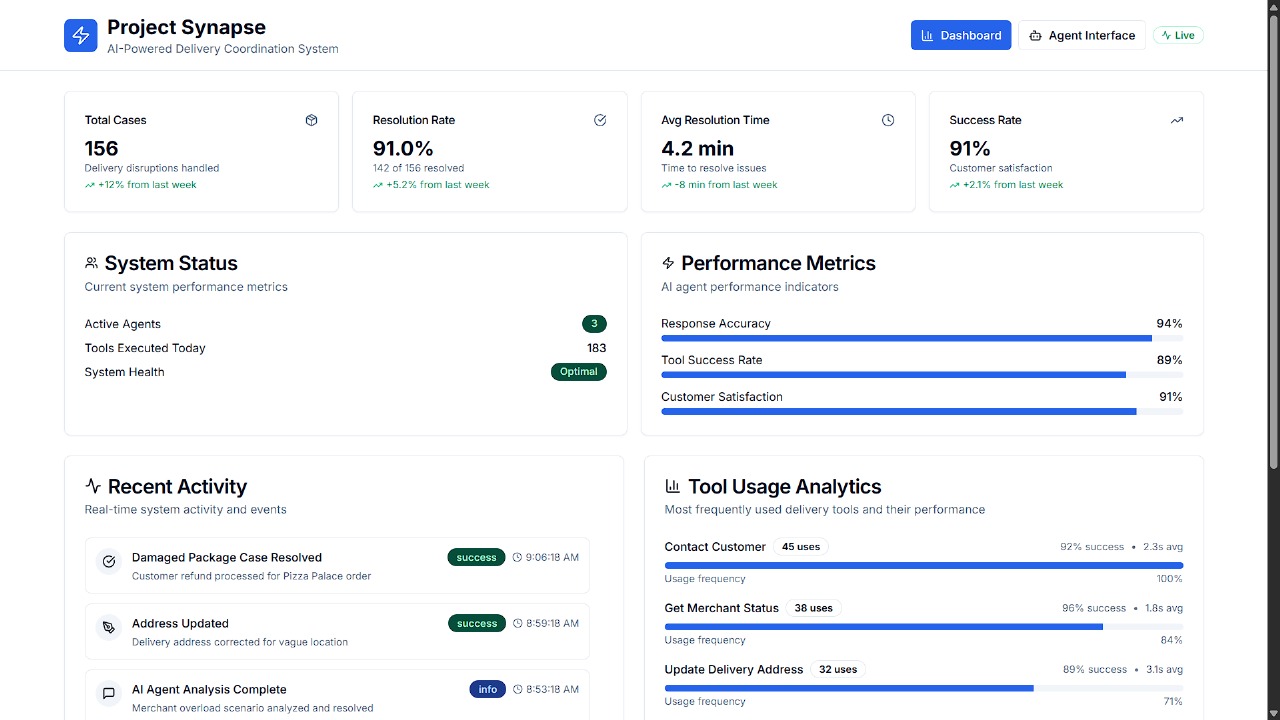 Project Synapse
AI-Powered Delivery Coordination System
Dashboard
Agent Interface
Live
Total Cases
156
Delivery disruptions handled
+12% from last week
Resolution Rate
91.0%
142 of 156 resolved
+5.2% from last week
Avg Resolution Time
4.2 min
Time to resolve issues
-8 min from last week
Success Rate
91%
Customer satisfaction
+2.1% from last week
System Status
Current system performance metrics
Active Agents 3
Tools Executed Today 183
System Health Optimal
Performance Metrics
AI agent performance indicators
Response Accuracy 94%
Tool Success Rate 89%
Customer Satisfaction 91%
Recent Activity
Real-time system activity and events
Damaged Package Case Resolved success 9:06:18 AM
Customer refund processed for Pizza Palace order
Address Updated success 8:59:18 AM
Delivery address corrected for vague location
AI Agent Analysis Complete info 8:53:18 AM
Merchant overload scenario analyzed and resolved
Tool Usage Analytics
Most frequently used delivery tools and their performance
Contact Customer 45 uses 92% success • 2.3s avg
Usage frequency 100%
Get Merchant Status 38 uses 96% success • 1.8s avg
Usage frequency 84%
Update Delivery Address 32 uses 89% success • 3.1s avg
Usage frequency 71%